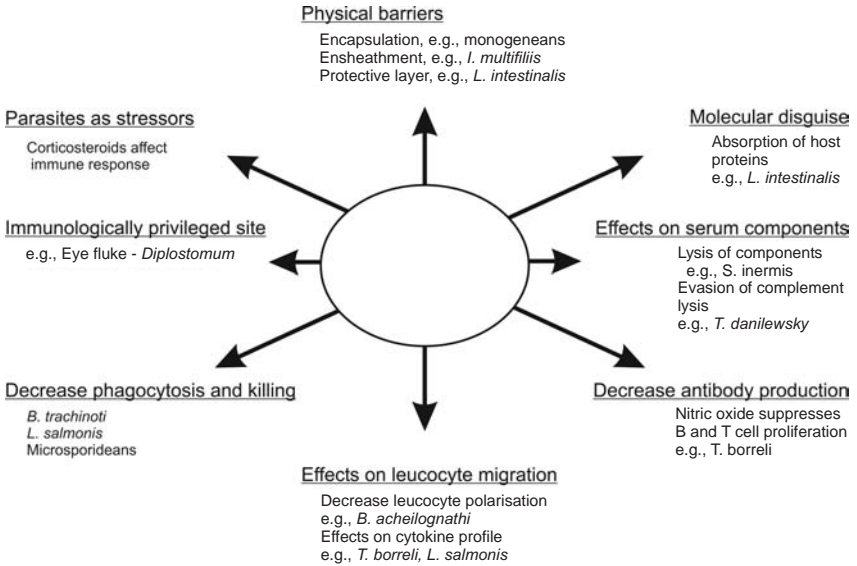 Physical barriers
Encapsulation, e.g., monogeneans
Ensheathment, e.g., I. multifiliis
Protective layer, e.g., L. intestinalis
Parasites as stressors
Corticosteroids affect
immune response
Molecular disguise
Absorption of host
proteins
e.g., L. intestinalis
Immunologically privileged site
e.g., Eye fluke - Diplostomum
Effects on serum components
Lysis of components
e.g., S. inermis
Evasion of complement
lysis
e.g., T. danilewsky
Decrease phagocytosis and killing
B. trachinoti
L. salmonis
Microsporideans
Decrease antibody production
Nitric oxide suppresses
B and T cell proliferation
e.g., T. borreli
Effects on leucocyte migration
Decrease leucocyte polarisation
e.g., B. acheilognathi
Effects on cytokine profile
e.g., T. borreli, L. salmonis